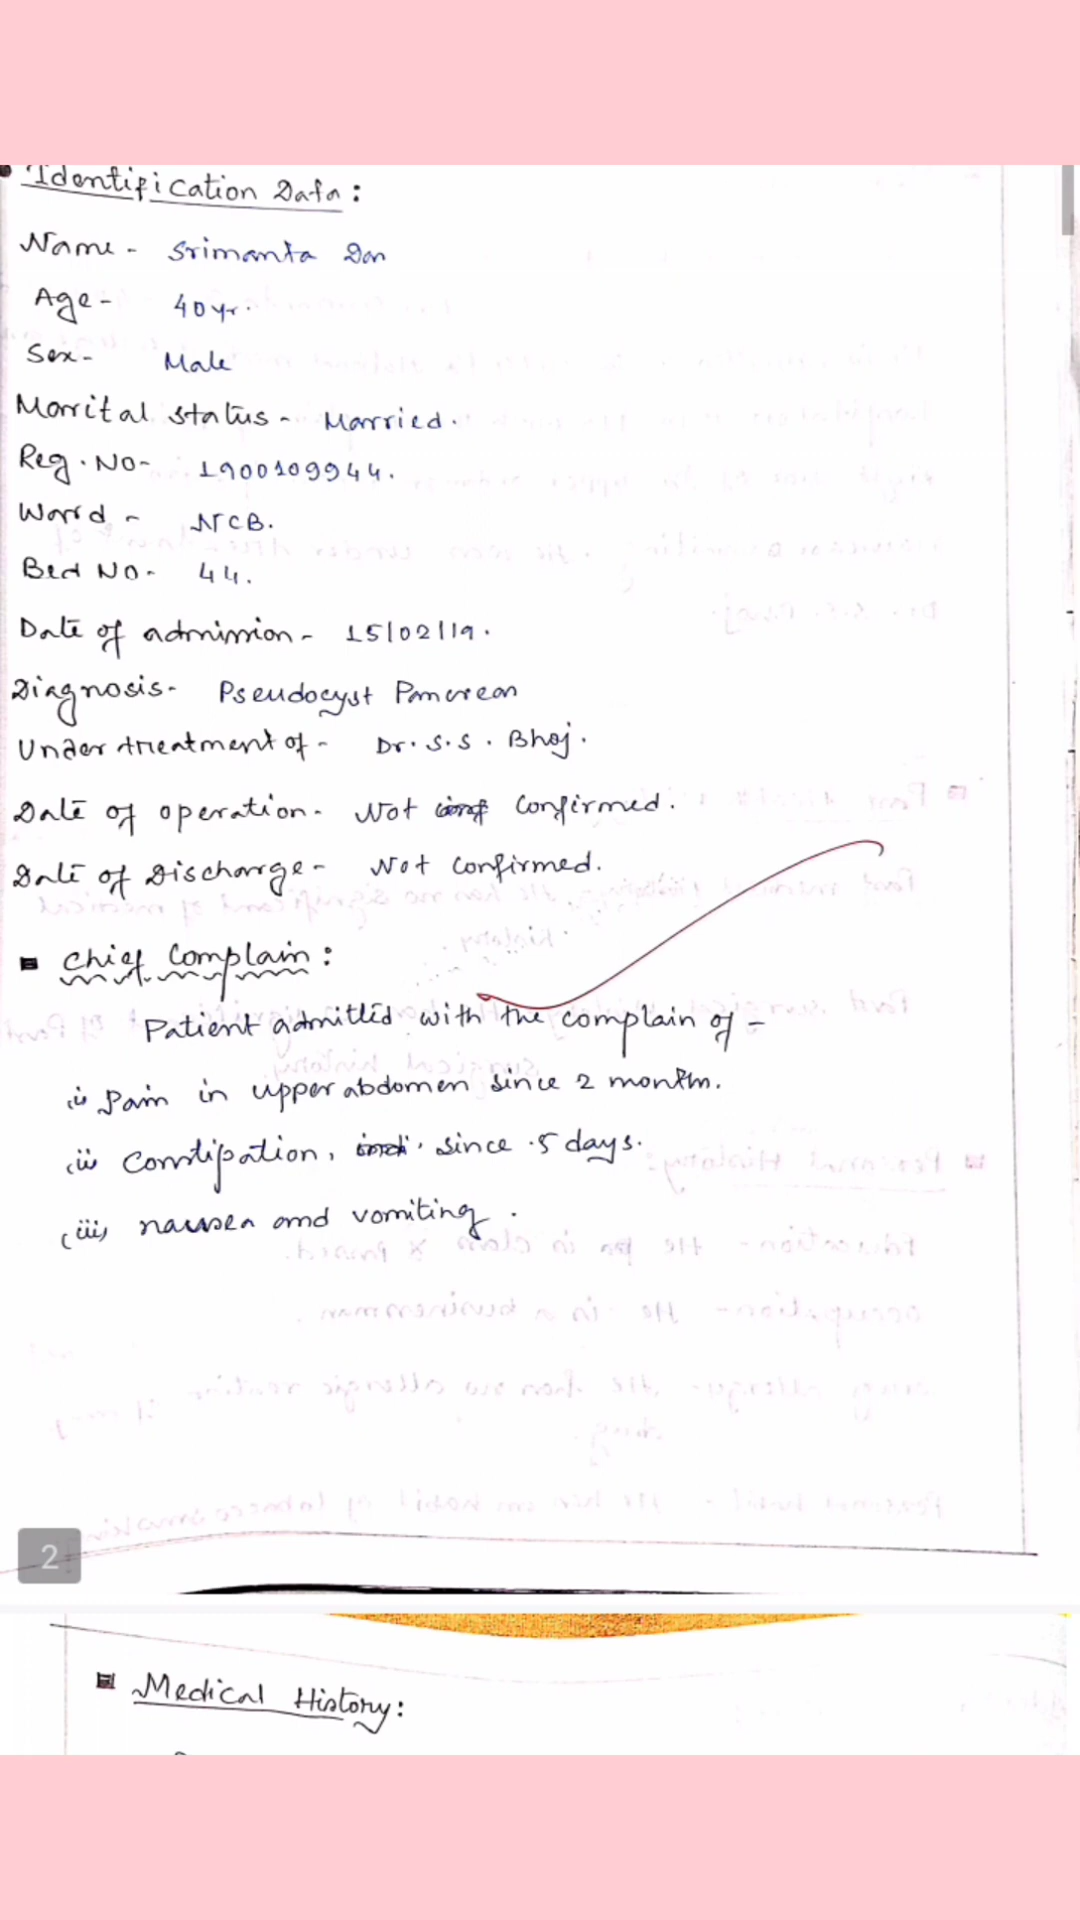 Identification Data:
Name - Srimanta Dan
Age - 40yr.
Sex - Male
Marital status - Married.
Reg. No - 1900109944.
Ward - NCB.
Bed No - 44.
Date of admission - 15/02/19.
Diagnosis - Pseudocyst Pancreas
Under treatment of - Dr. S.S. Bhoj.
Date of operation - Not confirmed.
Date of Discharge - Not confirmed.
Chief Complain:
Patient admitted with the complain of -
(i) Pain in upper abdomen since 2 month.
(ii) Constipation, since 5 days.
(iii) nausea and vomiting.
2
Medical History: